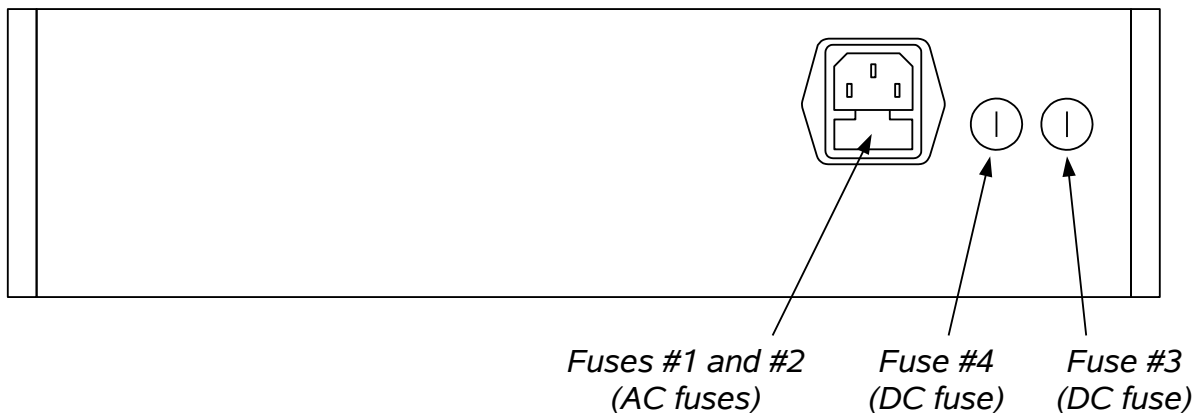 Fuses #1 and #2
(AC fuses)
Fuse #4
(DC fuse)
Fuse #3
(DC fuse)